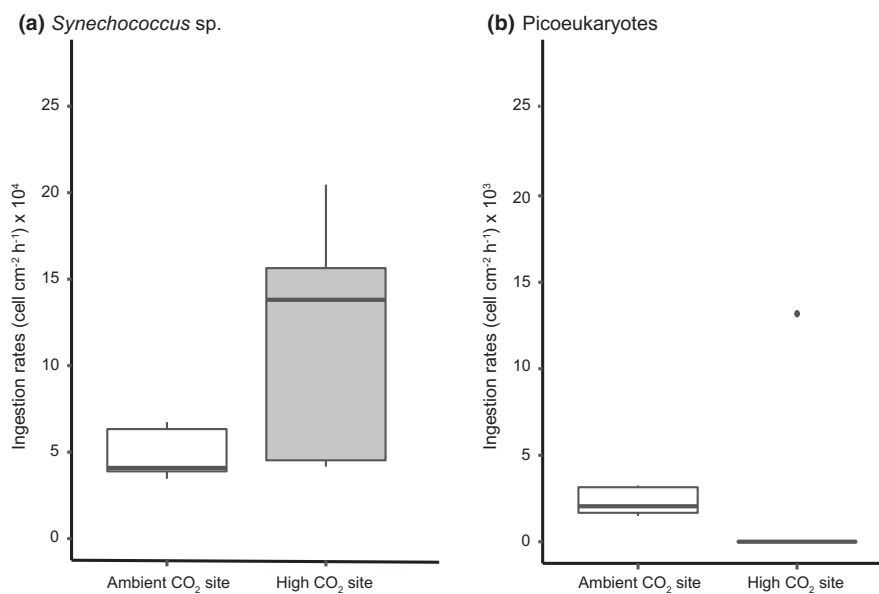 (a) Synechococcus sp.
Ingestion rates (cell cm⁻² h⁻¹) x 10⁴
25
20
15
10
5
0
Ambient CO₂ site
High CO₂ site
(b) Picoeukaryotes
Ingestion rates (cell cm⁻² h⁻¹) x 10³
25
20
15
10
5
0
Ambient CO₂ site
High CO₂ site